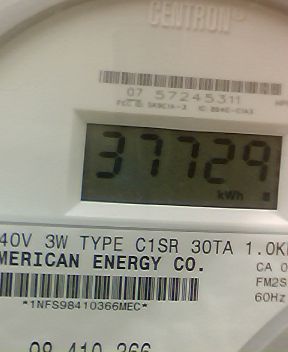 CENTRON
07 57245311
37729
kWh
40V 3W TYPE C1SR 30TA 1.0K
MERICAN ENERGY CO.
CA 0
FM2S
60Hz
*1NFS98410366MEC*
98 410 366